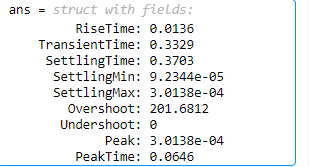 ans = struct with fields:
RiseTime: 0.0136
TransientTime: 0.3329
SettlingTime: 0.3703
SettlingMin: 9.2344e-05
SettlingMax: 3.0138e-04
Overshoot: 201.6812
Undershoot: 0
Peak: 3.0138e-04
PeakTime: 0.0646